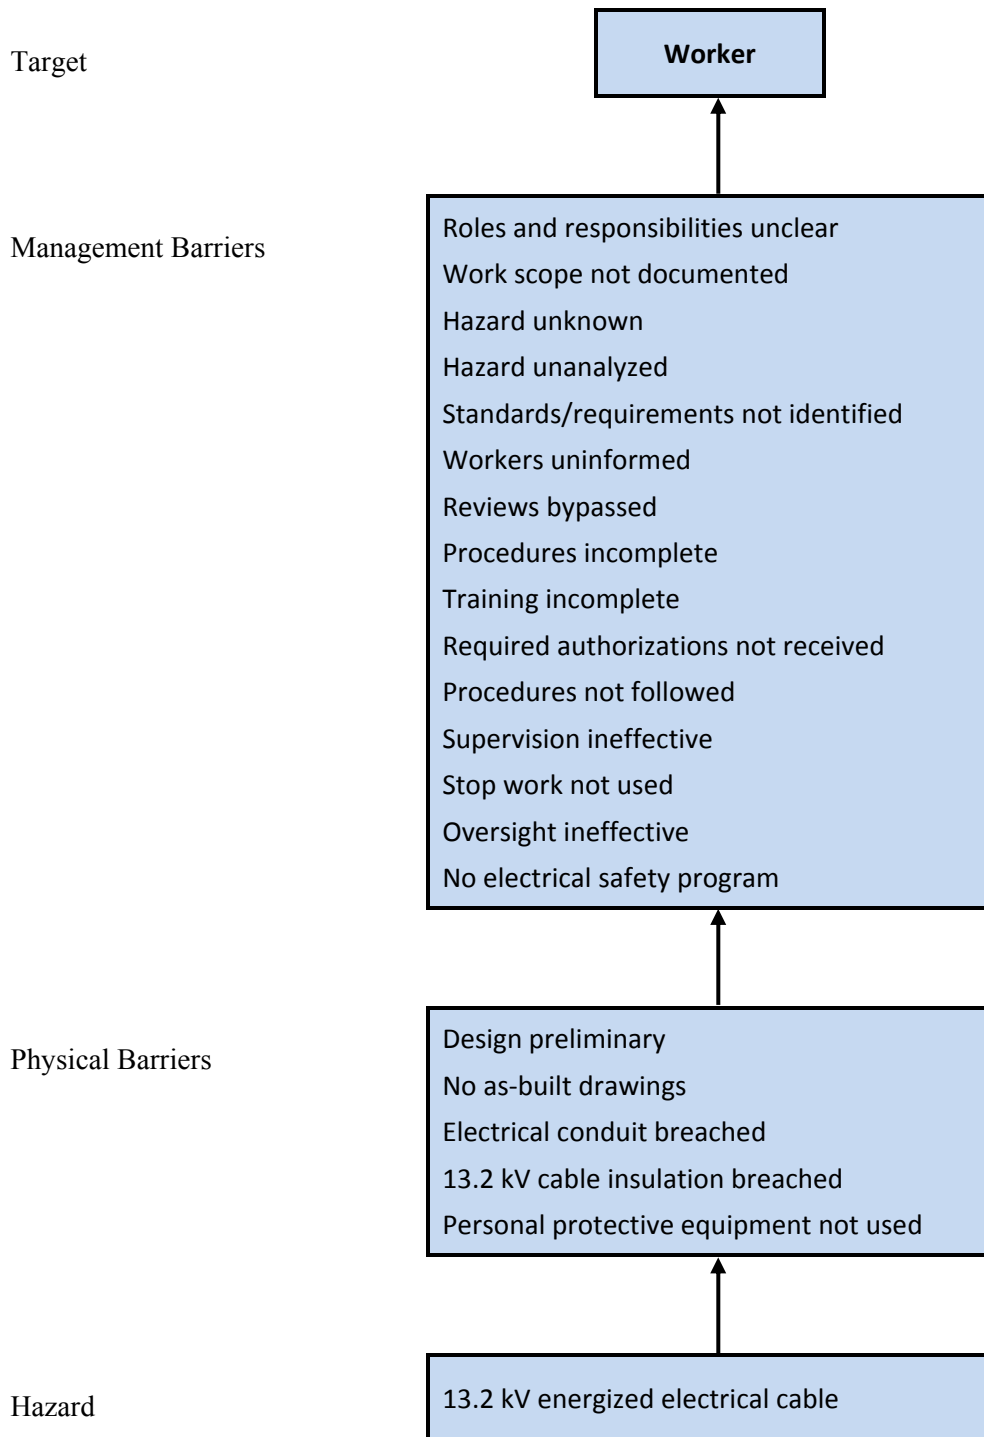 Target
Worker
Management Barriers
Roles and responsibilities unclear
Work scope not documented
Hazard unknown
Hazard unanalyzed
Standards/requirements not identified
Workers uninformed
Reviews bypassed
Procedures incomplete
Training incomplete
Required authorizations not received
Procedures not followed
Supervision ineffective
Stop work not used
Oversight ineffective
No electrical safety program
Physical Barriers
Design preliminary
No as-built drawings
Electrical conduit breached
13.2 kV cable insulation breached
Personal protective equipment not used
Hazard
13.2 kV energized electrical cable